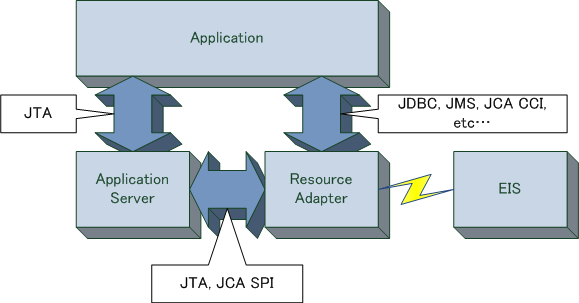 Application
JTA
JDBC, JMS, JCA CCI,
etc…
Application
Server
Resource
Adapter
EIS
JTA, JCA SPI